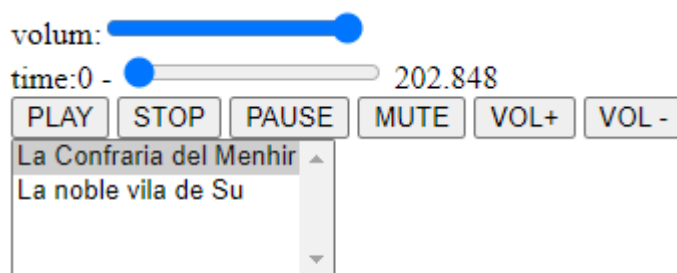 volum:
time:0 - 202.848
PLAY STOP PAUSE MUTE VOL+ VOL -
La Confraria del Menhir
La noble vila de Su